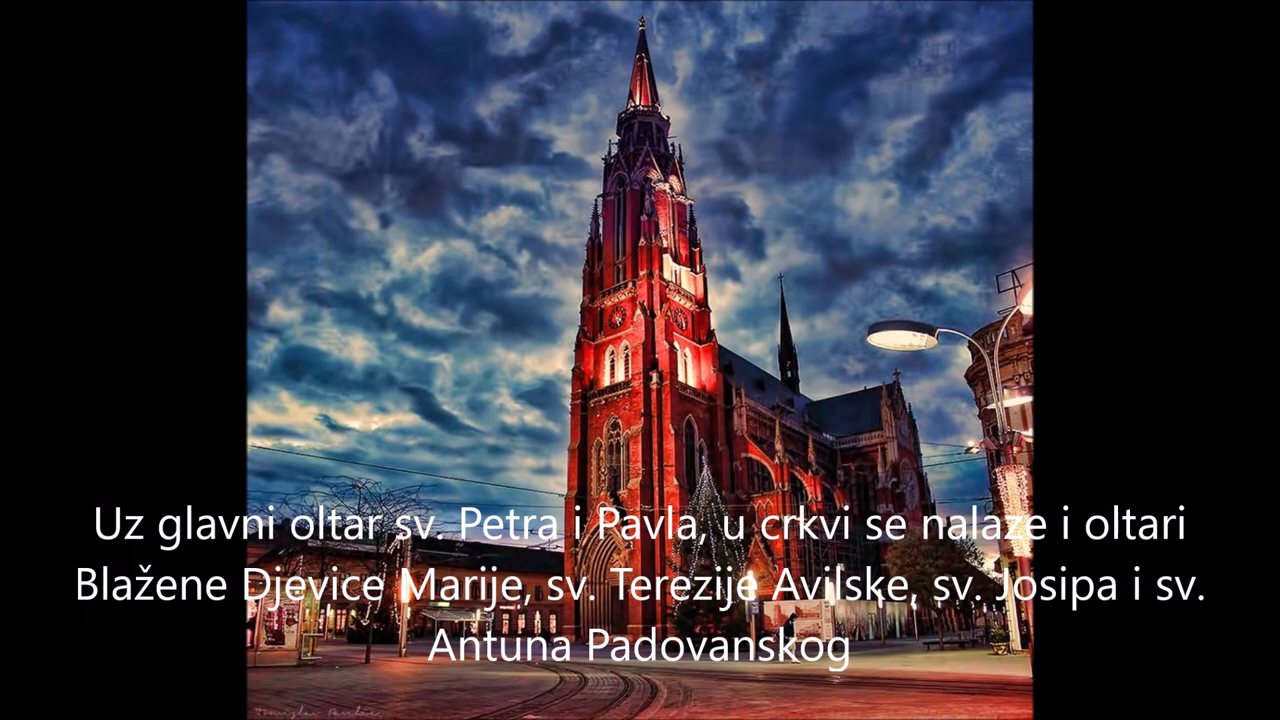 Uz glavni oltar sv. Petra i Pavla, u crkvi se nalaze i oltari
Blažene Djevice Marije, sv. Terezije Avilske, sv. Josipa i sv.
Antuna Padovanskog